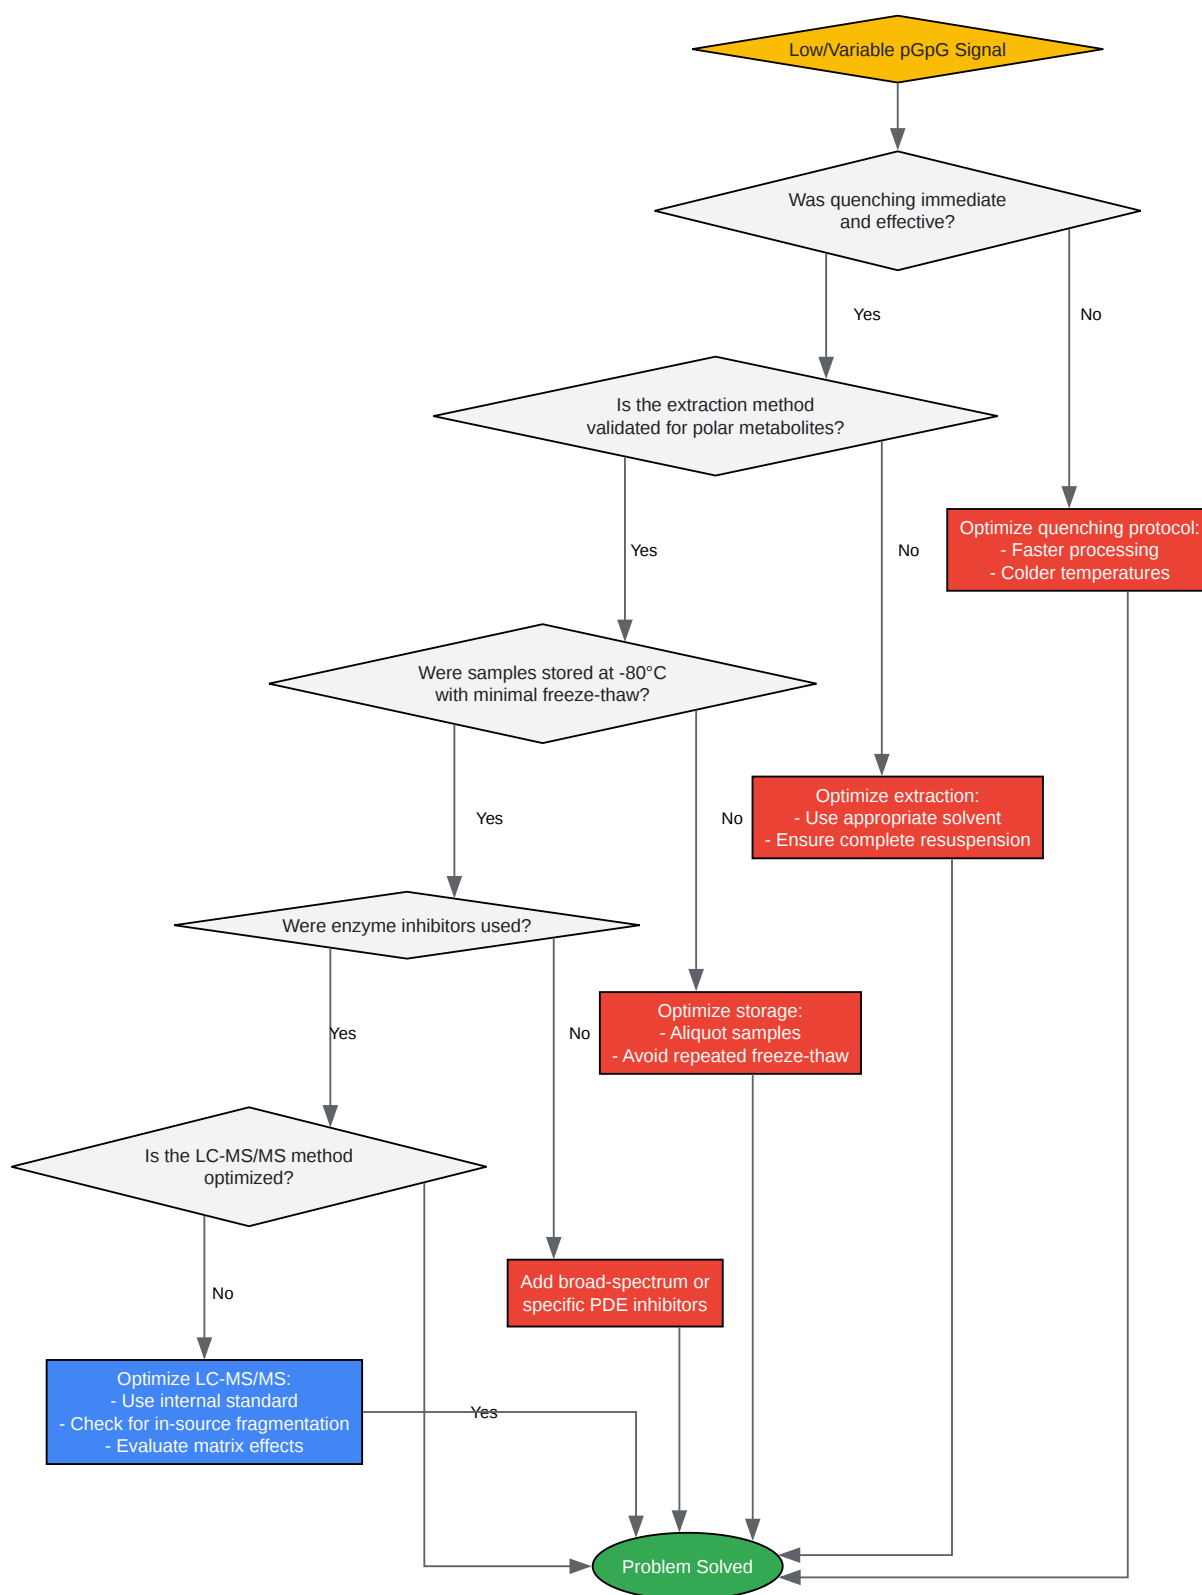 Low/Variable pGpG Signal
Was quenching immediate
and effective?
Yes
No
Is the extraction method
validated for polar metabolites?
Yes
No
Optimize quenching protocol:
- Faster processing
- Colder temperatures
Were samples stored at -80°C
with minimal freeze-thaw?
Yes
No
Optimize extraction:
- Use appropriate solvent
- Ensure complete resuspension
Were enzyme inhibitors used?
Yes
No
Optimize storage:
- Aliquot samples
- Avoid repeated freeze-thaw
Is the LC-MS/MS method
optimized?
No
Add broad-spectrum or
specific PDE inhibitors
Optimize LC-MS/MS:
- Use internal standard
- Check for in-source fragmentation
- Evaluate matrix effects
Yes
Problem Solved